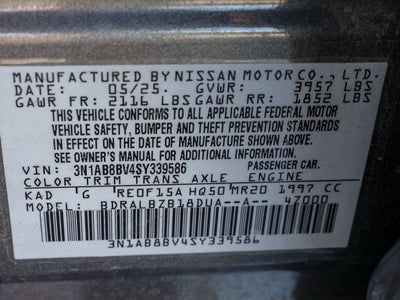 MANUFACTURED BY NISSAN MOTOR CO., LTD.
DATE: 05/25. GVWR: 3957 LBS
GAWR FR: 2116 LBS GAWR RR: 1852 LBS
THIS VEHICLE CONFORMS TO ALL APPLICABLE FEDERAL MOTOR
VEHICLE SAFETY, BUMPER AND THEFT PREVENTION STANDARDS
IN EFFECT ON THE DATE OF MANUFACTURE SHOWN ABOVE.
SEE OWNER'S MANUAL FOR ADDITIONAL INFORMATION.
VIN: 3N1AB8BV4SY339586 PASSENGER CAR.
COLOR TRIM TRANS AXLE ENGINE
KAD G RE0F15A HQ50 MR20 1997 CC
MODEL: BDRALBZB18DUA--A-- 4Z000
3N1AB8BV4SY339586